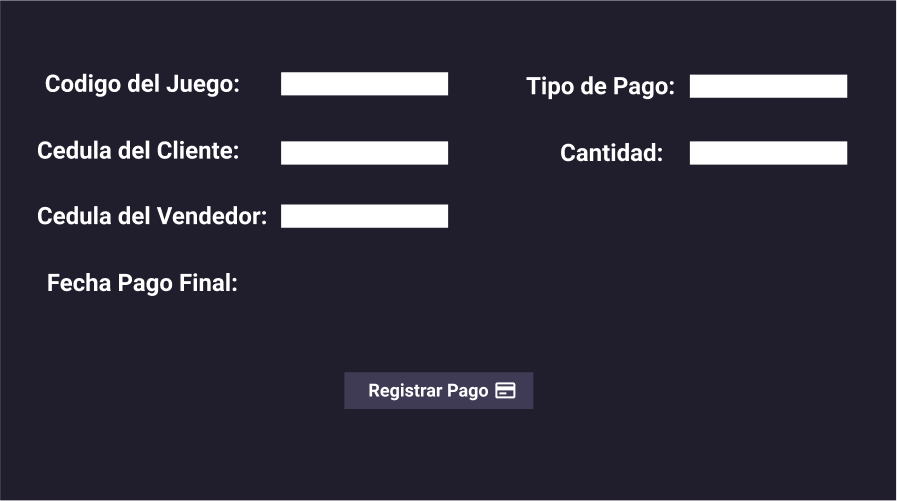 Codigo del Juego:
Tipo de Pago:
Cedula del Cliente:
Cantidad:
Cedula del Vendedor:
Fecha Pago Final:
Registrar Pago